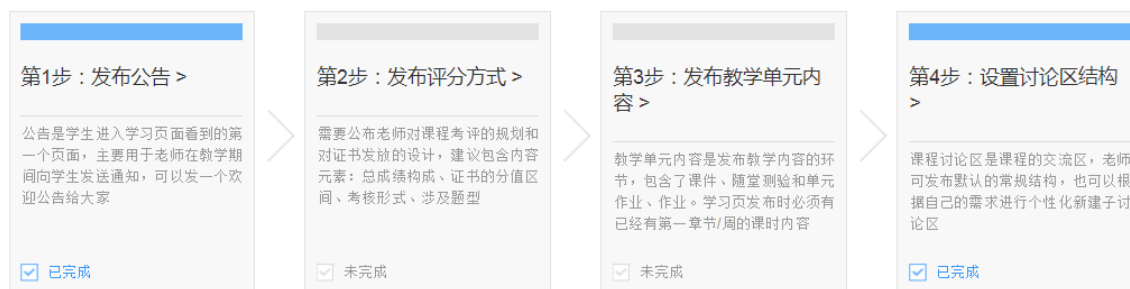 第1步：发布公告 >
公告是学生进入学习页面看到的第
一个页面，主要用于老师在教学期
间向学生发送通知，可以发一个欢
迎公告给大家
已完成
第2步：发布评分方式 >
需要公布老师对课程考评的规划和
对证书发放的设计，建议包含内容
元素：总成绩构成、证书的分值区
间、考核形式、涉及题型
未完成
第3步：发布教学单元内
容 >
教学单元内容是发布教学内容的环
节，包含了课件、随堂测验和单元
作业、作业。学习页发布时必须有
已经有第一章节/周的课时内容
未完成
第4步：设置讨论区结构
>
课程讨论区是课程的交流区，老师
可发布默认的常规结构，也可以根
据自己的需求进行个性化新建子讨
论区
已完成